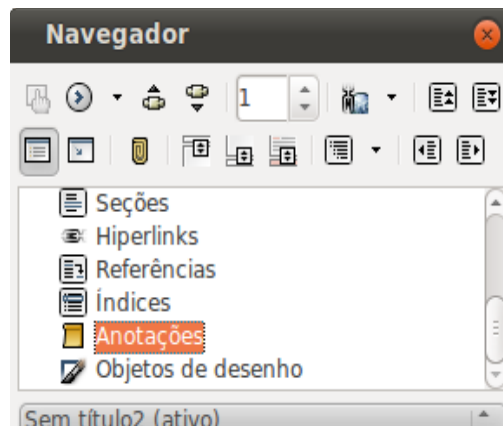 Navegador
1
Seções
Hiperlinks
Referências
Índices
Anotações
Objetos de desenho
Sem título2 (ativo)